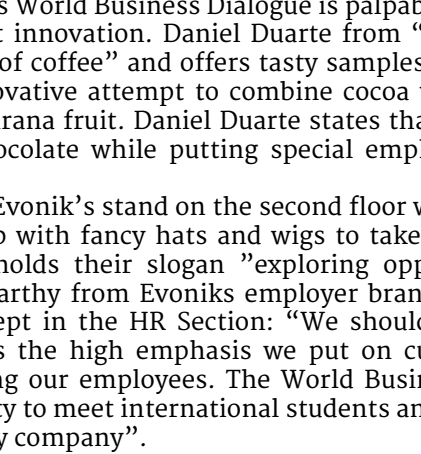 s World Business Dialogue is palpab
t innovation. Daniel Duarte from “
of coffee” and offers tasty samples
ovative attempt to combine cocoa
rana fruit. Daniel Duarte states tha
ocolate while putting special emp
Evonik’s stand on the second floor
p with fancy hats and wigs to take
holds their slogan ”exploring opp
arthy from Evoniks employer bran
ept in the HR Section: “We shoul
s the high emphasis we put on cu
ng our employees. The World Busi
ty to meet international students an
y company”.